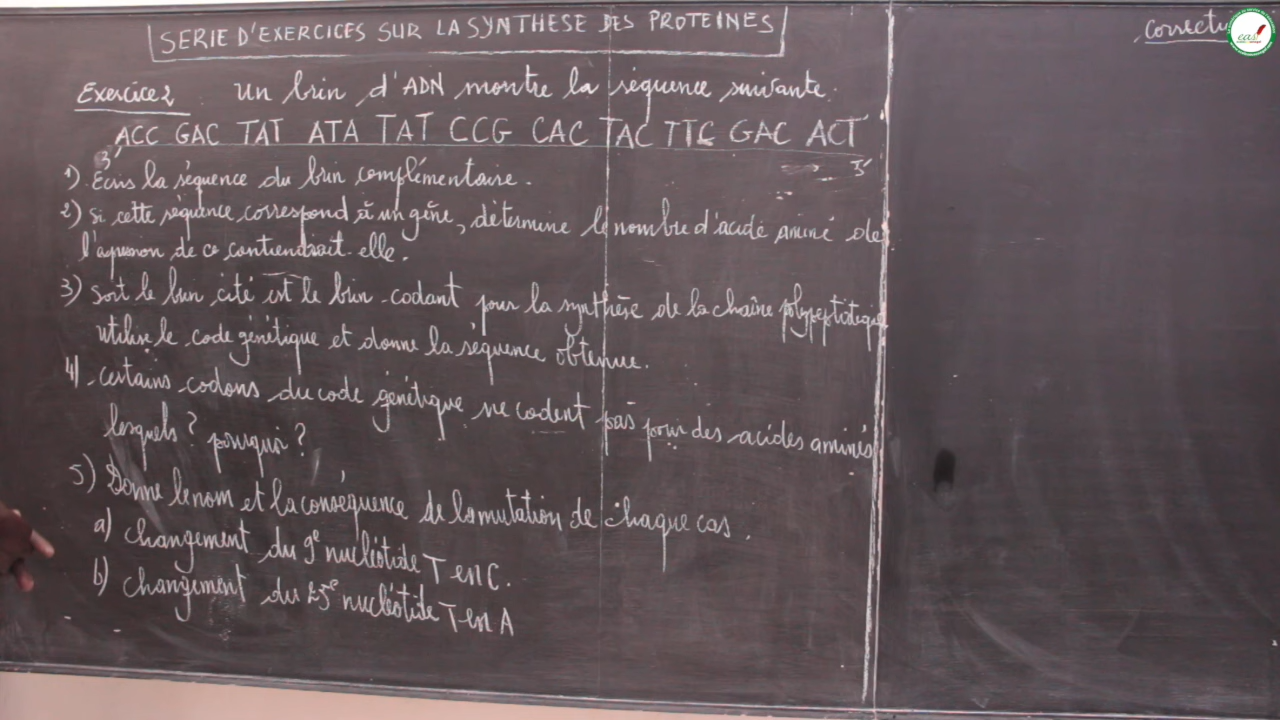 SERIE D'EXERCICES SUR LA SYNTHESE DES PROTEINES
Exercice 2 Un brin d'ADN montre la séquence suivante.
ACC GAC TAT ATA TAT CCG CAC TAC TTC GAC ACT
3' 5'
1) Ecris la séquence du brin complémentaire.
2) Si cette séquence correspond à un gène, détermine le nombre d'acide aminé de
l' de ce contiendrait elle.
3) Soit le brin cité est le brin codant pour la synthèse de la chaîne polypeptidique
utilise le code génétique et donne la séquence obtenue.
4) certains codons du code génétique ne codent pas pour des acides aminés
lesquels? pourquoi?
5) Donne le nom et la conséquence de la mutation de chaque cas.
a) changement du 9e nucléotide T en C.
b) changement du 25e nucléotide T en A